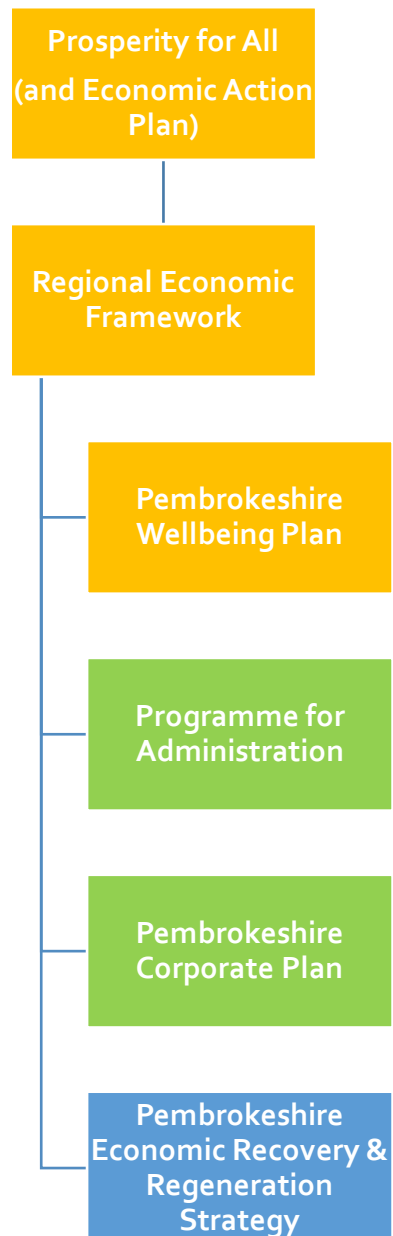 Prosperity for All
(and Economic Action
Plan)
Regional Economic
Framework
Pembrokeshire
Wellbeing Plan
Programme for
Administration
Pembrokeshire
Corporate Plan
Pembrokeshire
Economic Recovery &
Regeneration
Strategy